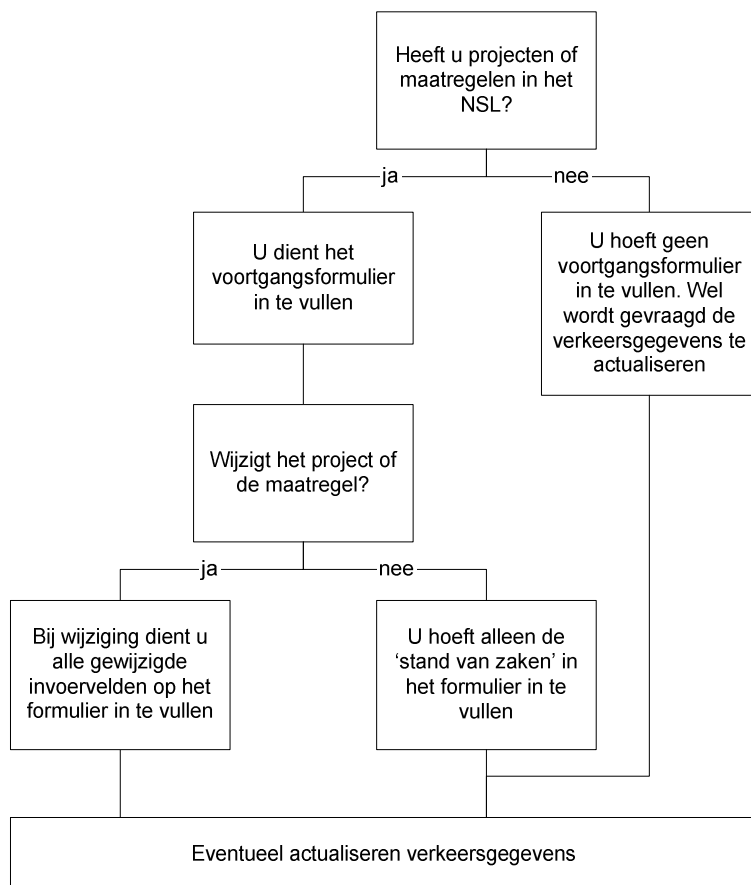 Heeft u projecten of
maatregelen in het
NSL?
ja
nee
U dient het
voortgangsformulier
in te vullen
U hoeft geen
voortgangsformulier
in te vullen. Wel
wordt gevraagd de
verkeersgegevens te
actualiseren
Wijzigt het project of
de maatregel?
ja
nee
Bij wijziging dient u
alle gewijzigde
invoervelden op het
formulier in te vullen
U hoeft alleen de
‘stand van zaken’ in
het formulier in te
vullen
Eventueel actualiseren verkeersgegevens